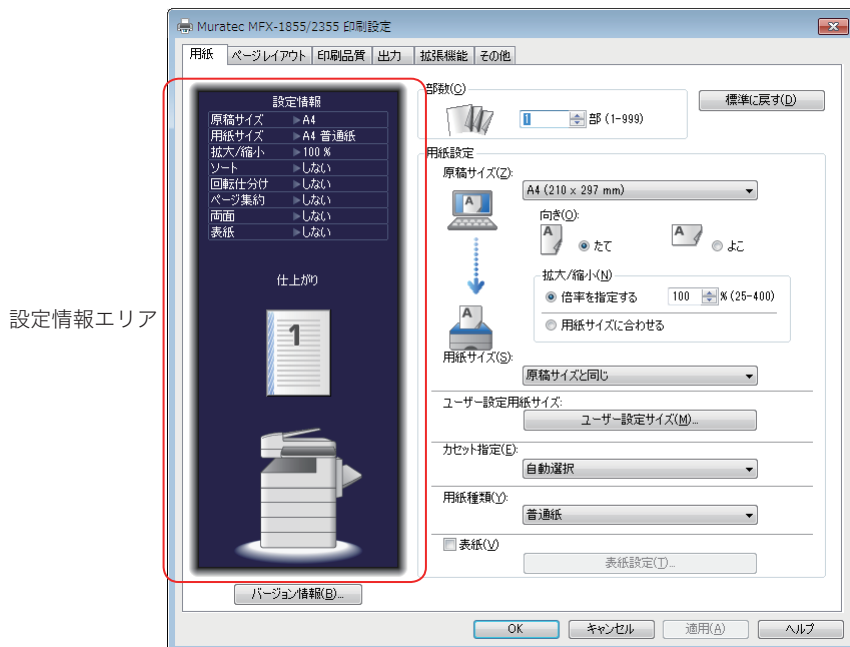 Muratec MFX-1855/2355 印刷設定
用紙 ページレイアウト 印刷品質 出力 拡張機能 その他
設定情報エリア
設定情報
原稿サイズ ▶A4
用紙サイズ ▶A4 普通紙
拡大/縮小 ▶100 %
ソート ▶しない
回転仕分け ▶しない
ページ集約 ▶しない
両面 ▶しない
表紙 ▶しない
仕上がり
1
バージョン情報(B)...
部数(C)
1 部 (1-999)
標準に戻す(D)
用紙設定
原稿サイズ(Z):
A4 (210 x 297 mm)
A
向き(O):
A たて A よこ
拡大/縮小(N)
倍率を指定する 100 % (25-400)
用紙サイズに合わせる
A
用紙サイズ(S):
原稿サイズと同じ
ユーザー設定用紙サイズ:
ユーザー設定サイズ(M)...
カセット指定(E):
自動選択
用紙種類(Y):
普通紙
表紙(V)
表紙設定(T)...
OK キャンセル 適用(A) ヘルプ